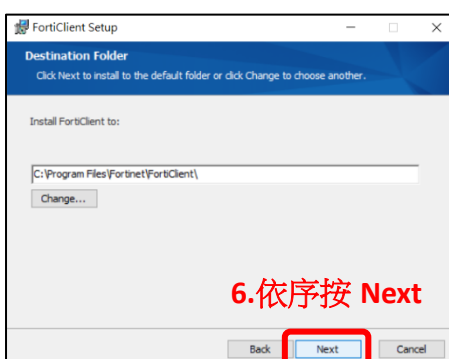 FortiClient Setup
Destination Folder
Click Next to install to the default folder or click Change to choose another.
Install FortiClient to:
C:\Program Files\Fortinet\FortiClient\
Change...
6.依序按 Next
Back Next Cancel